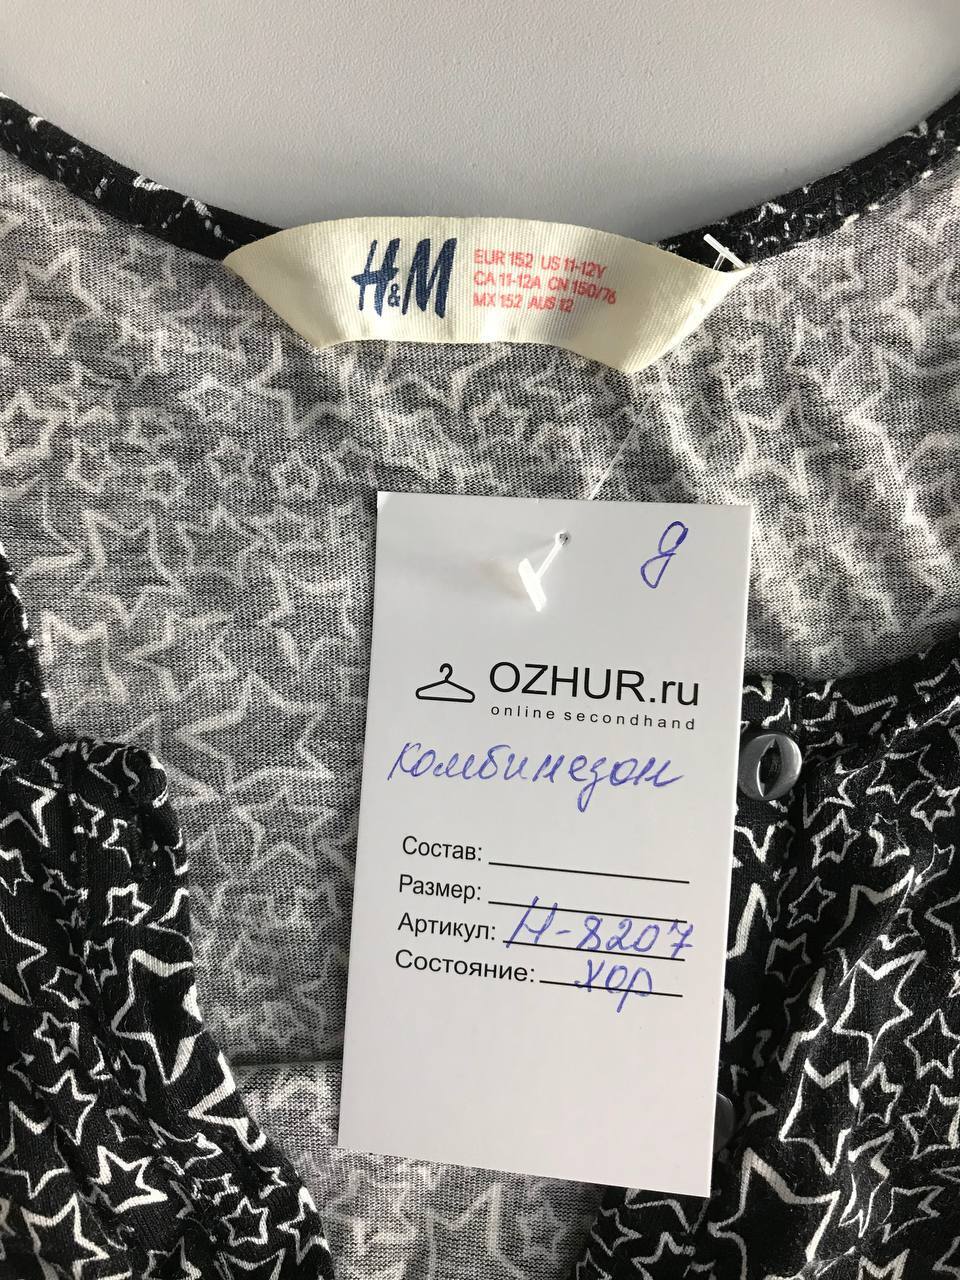 H&M
EUR 152 US 11-12Y
CA 11-12A CN 150/76
MX 152 AUS 12
д
OZHUR.ru
online secondhand
комбинезон
Состав:
Размер:
Артикул: Н-8207
Состояние: хор